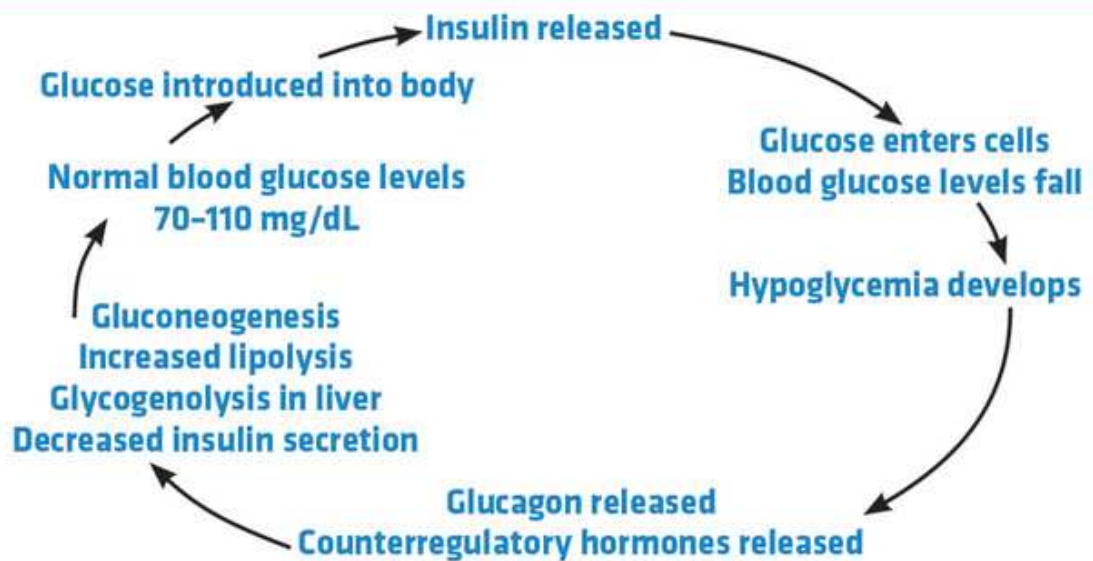 Insulin released
Glucose introduced into body
Glucose enters cells
Blood glucose levels fall
Normal blood glucose levels
70–110 mg/dL
Hypoglycemia develops
Gluconeogenesis
Increased lipolysis
Glycogenolysis in liver
Decreased insulin secretion
Glucagon released
Counterregulatory hormones released